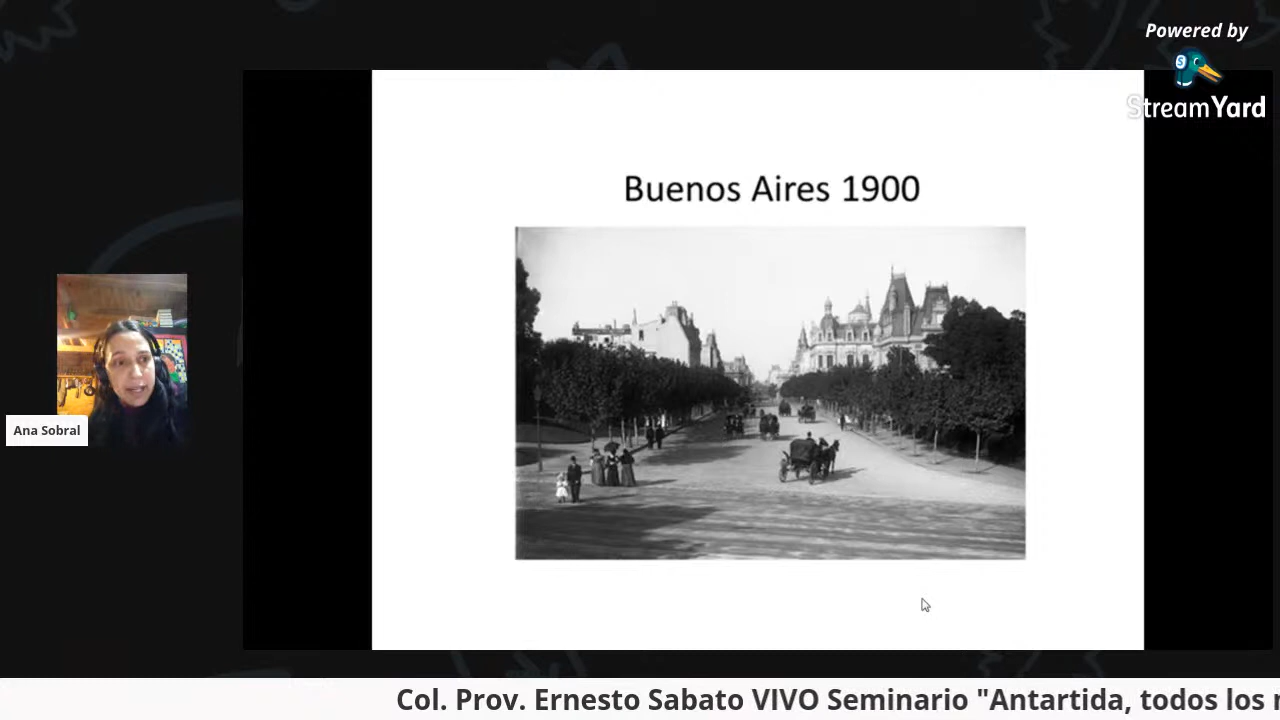 Powered by
StreamYard
Buenos Aires 1900
Ana Sobral
Col. Prov. Ernesto Sabato VIVO Seminario "Antartida, todos los